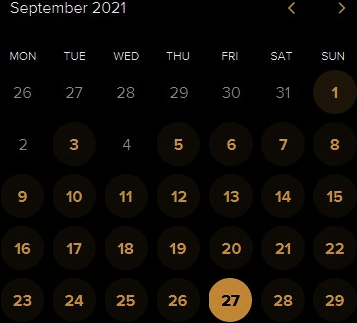 September 2021
MON TUE WED THU FRI SAT SUN
26 27 28 29 30 31 1
2 3 4 5 6 7 8
9 10 11 12 13 14 15
16 17 18 19 20 21 22
23 24 25 26 27 28 29